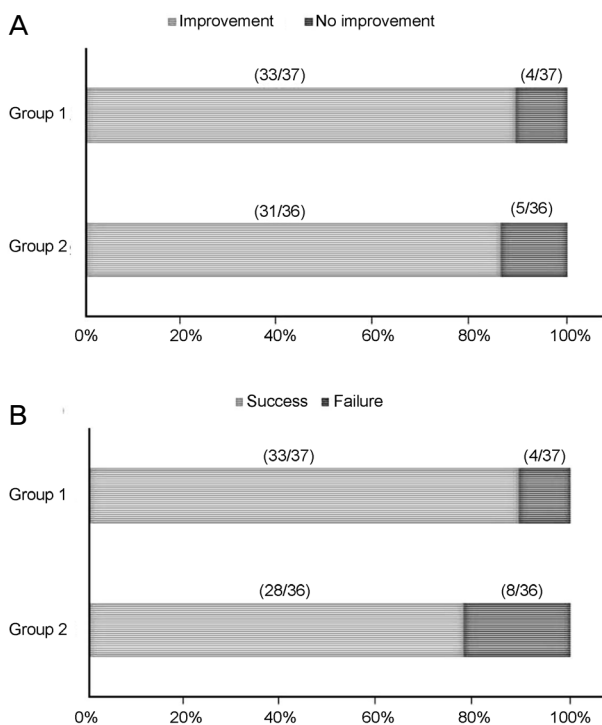 A
Improvement No improvement
(33/37) (4/37)
Group 1
(31/36) (5/36)
Group 2
0% 20% 40% 60% 80% 100%
B
Success Failure
(33/37) (4/37)
Group 1
(28/36) (8/36)
Group 2
0% 20% 40% 60% 80% 100%